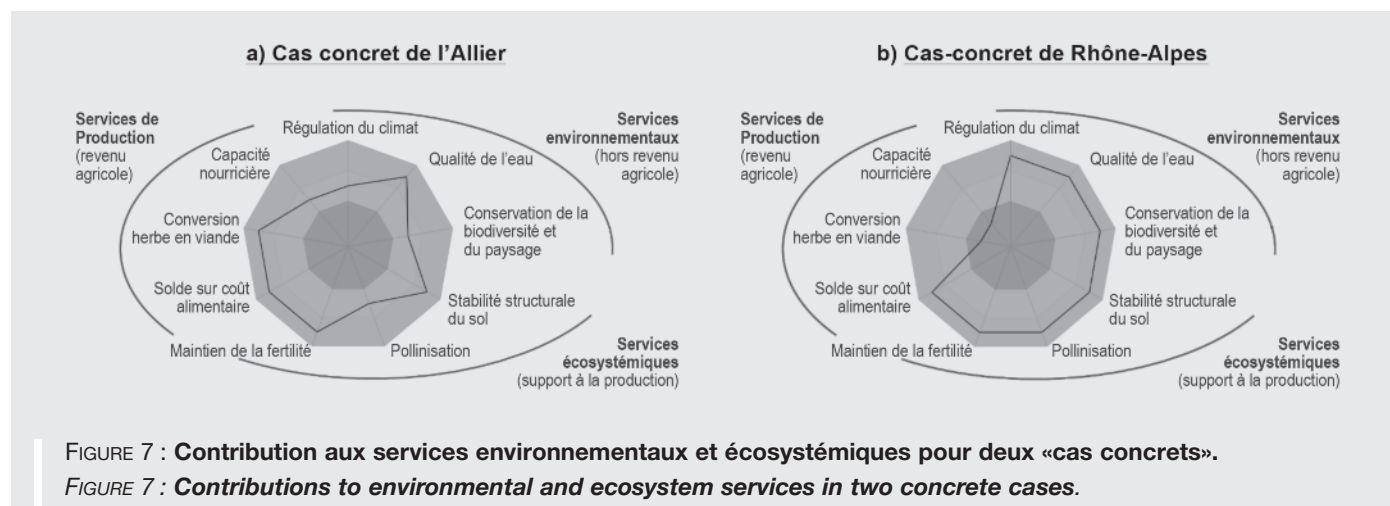 a) Cas concret de l'Allier
Services de
Production
(revenu
agricole)
Services
environnementaux
(hors revenu
agricole)
Régulation du climat
Capacité
nourricière
Qualité de l'eau
Conversion
herbe en viande
Conservation de la
biodiversité et
du paysage
Solde sur coût
alimentaire
Stabilité structurale
du sol
Maintien de la fertilité
Pollinisation
Services
écosystémiques
(support à la production)
b) Cas-concret de Rhône-Alpes
Services de
Production
(revenu
agricole)
Services
environnementaux
(hors revenu
agricole)
Régulation du climat
Capacité
nourricière
Qualité de l'eau
Conversion
herbe en viande
Conservation de la
biodiversité et
du paysage
Solde sur coût
alimentaire
Stabilité structurale
du sol
Maintien de la fertilité
Pollinisation
Services
écosystémiques
(support à la production)
FIGURE 7 : Contribution aux services environnementaux et écosystémiques pour deux «cas concrets».
FIGURE 7 : Contributions to environmental and ecosystem services in two concrete cases.